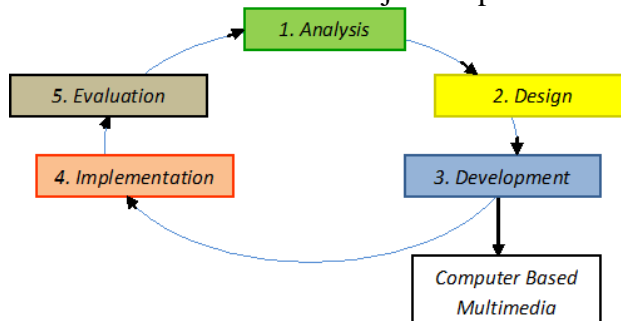 1. Analysis
5. Evaluation
2. Design
4. Implementation
3. Development
Computer Based
Multimedia